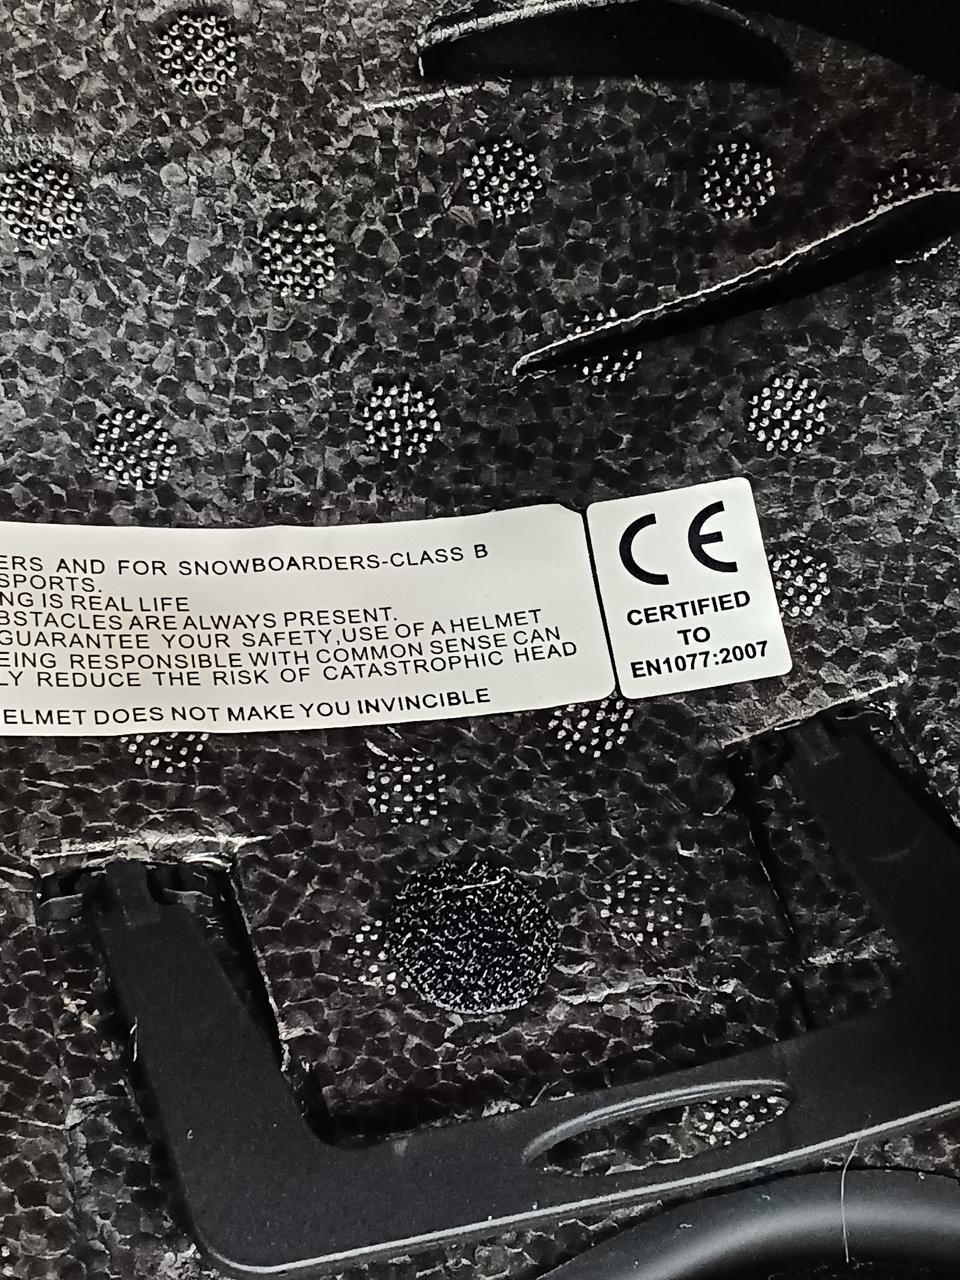 ERS AND FOR SNOWBOARDERS-CLASS B
SPORTS.
NG IS REAL LIFE
BSTACLES ARE ALWAYS PRESENT.
GUARANTEE YOUR SAFETY,USE OF A HELMET
EING RESPONSIBLE WITH COMMON SENSE CAN
LY REDUCE THE RISK OF CATASTROPHIC HEAD
ELMET DOES NOT MAKE YOU INVINCIBLE
CE
CERTIFIED
TO
EN1077:2007